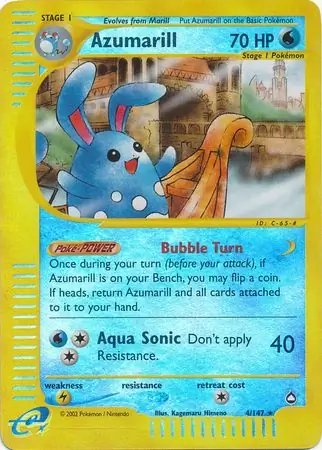 STAGE 1
Evolves from Marill
Put Azumarill on the Basic Pokémon
Azumarill 70 HP
Stage 1 Pokémon
ID: C-65-#
Poké-POWER Bubble Turn
Once during your turn (before your attack), if
Azumarill is on your Bench, you may flip a coin.
If heads, return Azumarill and all cards attached
to it to your hand.
Aqua Sonic Don't apply 40
Resistance.
weakness resistance retreat cost
e
© 2002 Pokémon / Nintendo Illus. Kagemaru Himeno 4/147 ★